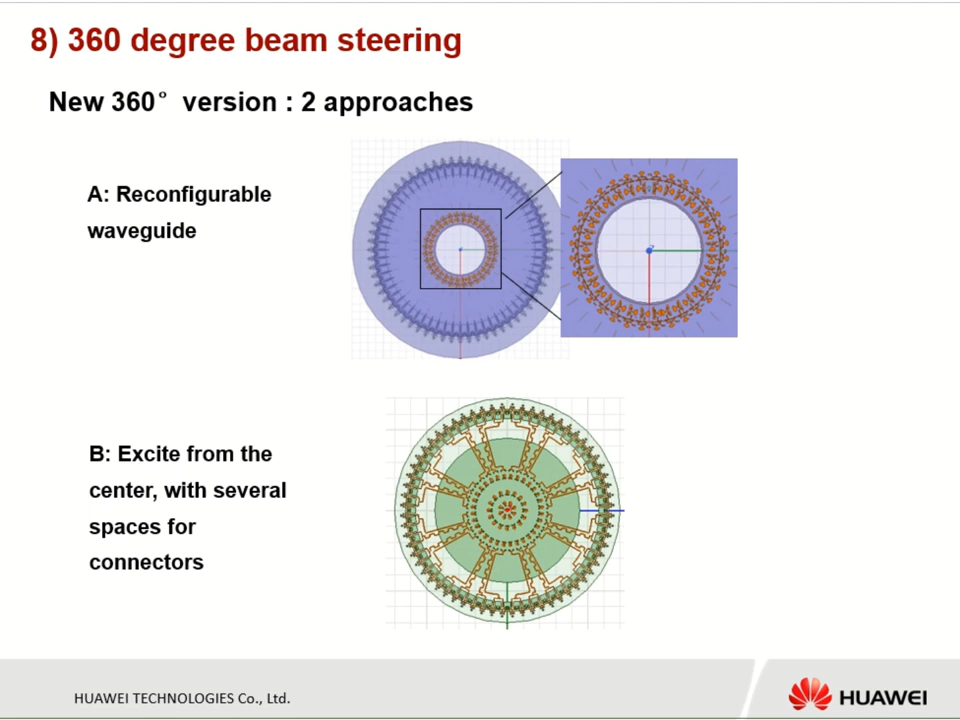 8) 360 degree beam steering
New 360° version : 2 approaches
A: Reconfigurable
waveguide
B: Excite from the
center, with several
spaces for
connectors
HUAWEI TECHNOLOGIES Co., Ltd.
HUAWEI